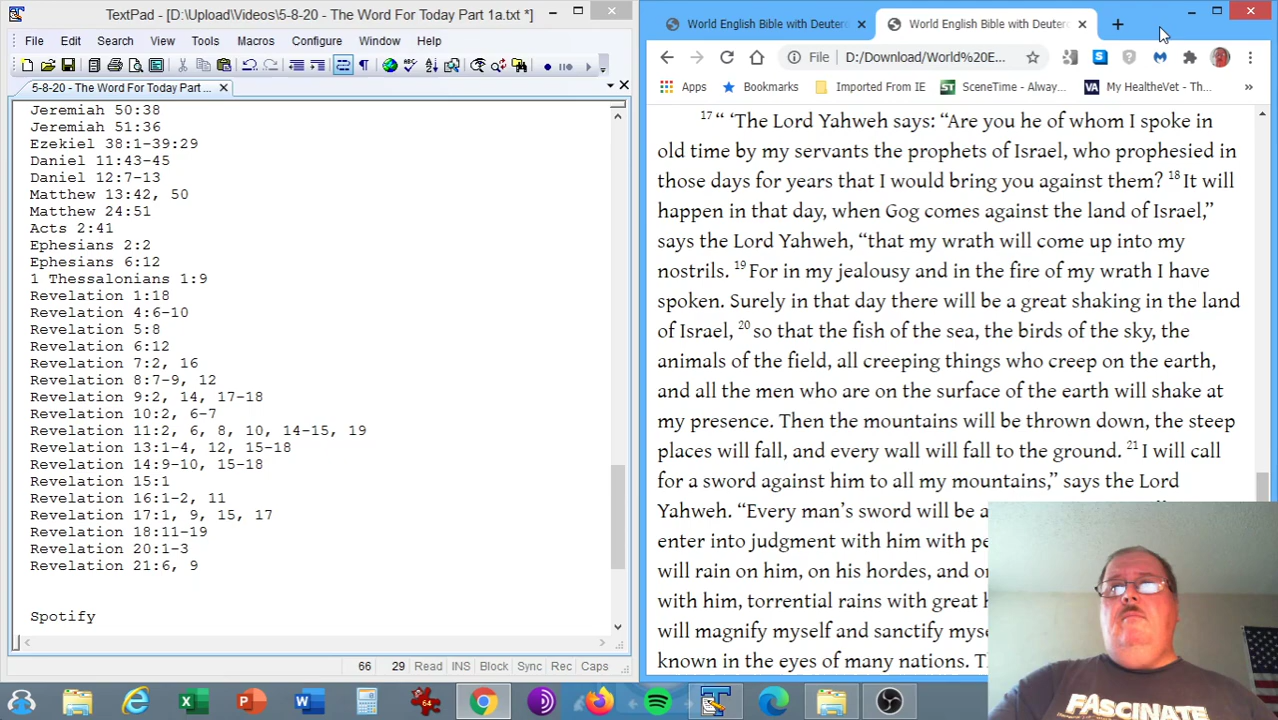 TextPad - [D:\Upload\Videos\5-8-20 - The Word For Today Part 1a.txt *]
File Edit Search View Tools Macros Configure Window Help
5-8-20 - The Word For Today Part ...
Jeremiah 50:38
Jeremiah 51:36
Ezekiel 38:1-39:29
Daniel 11:43-45
Daniel 12:7-13
Matthew 13:42, 50
Matthew 24:51
Acts 2:41
Ephesians 2:2
Ephesians 6:12
1 Thessalonians 1:9
Revelation 1:18
Revelation 4:6-10
Revelation 5:8
Revelation 6:12
Revelation 7:2, 16
Revelation 8:7-9, 12
Revelation 9:2, 14, 17-18
Revelation 10:2, 6-7
Revelation 11:2, 6, 8, 10, 14-15, 19
Revelation 13:1-4, 12, 15-18
Revelation 14:9-10, 15-18
Revelation 15:1
Revelation 16:1-2, 11
Revelation 17:1, 9, 15, 17
Revelation 18:11-19
Revelation 20:1-3
Revelation 21:6, 9
Spotify
66 29 Read INS Block Sync Rec Caps
World English Bible with Deutero World English Bible with Deutero
File D:/Download/World%20E...
Apps Bookmarks Imported From IE ST SceneTime - Alway... VA My HealtheVet - Th... »
17 “ ‘The Lord Yahweh says: “Are you he of whom I spoke in
old time by my servants the prophets of Israel, who prophesied in
those days for years that I would bring you against them? 18 It will
happen in that day, when Gog comes against the land of Israel,”
says the Lord Yahweh, “that my wrath will come up into my
nostrils. 19 For in my jealousy and in the fire of my wrath I have
spoken. Surely in that day there will be a great shaking in the land
of Israel, 20 so that the fish of the sea, the birds of the sky, the
animals of the field, all creeping things who creep on the earth,
and all the men who are on the surface of the earth will shake at
my presence. Then the mountains will be thrown down, the steep
places will fall, and every wall will fall to the ground. 21 I will call
for a sword against him to all my mountains,” says the Lord
Yahweh. “Every man’s sword will be a
enter into judgment with him with pe
will rain on him, on his hordes, and on
with him, torrential rains with great h
will magnify myself and sanctify myse
known in the eyes of many nations. T
FASCINATE
64